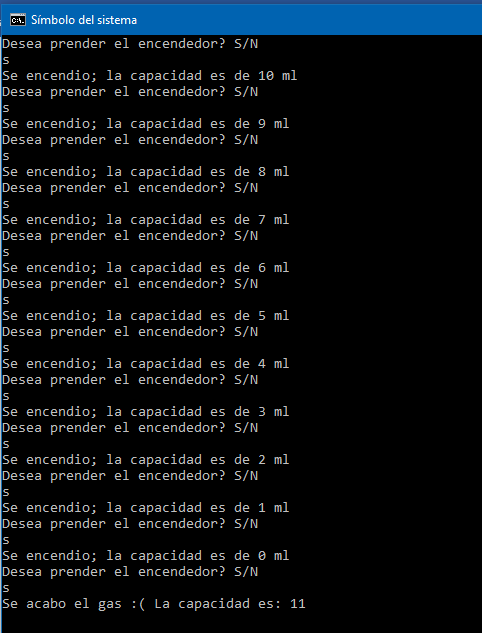 Símbolo del sistema
Desea prender el encendedor? S/N
s
Se encendio; la capacidad es de 10 ml
Desea prender el encendedor? S/N
s
Se encendio; la capacidad es de 9 ml
Desea prender el encendedor? S/N
s
Se encendio; la capacidad es de 8 ml
Desea prender el encendedor? S/N
s
Se encendio; la capacidad es de 7 ml
Desea prender el encendedor? S/N
s
Se encendio; la capacidad es de 6 ml
Desea prender el encendedor? S/N
s
Se encendio; la capacidad es de 5 ml
Desea prender el encendedor? S/N
s
Se encendio; la capacidad es de 4 ml
Desea prender el encendedor? S/N
s
Se encendio; la capacidad es de 3 ml
Desea prender el encendedor? S/N
s
Se encendio; la capacidad es de 2 ml
Desea prender el encendedor? S/N
s
Se encendio; la capacidad es de 1 ml
Desea prender el encendedor? S/N
s
Se encendio; la capacidad es de 0 ml
Desea prender el encendedor? S/N
s
Se acabo el gas :( La capacidad es: 11